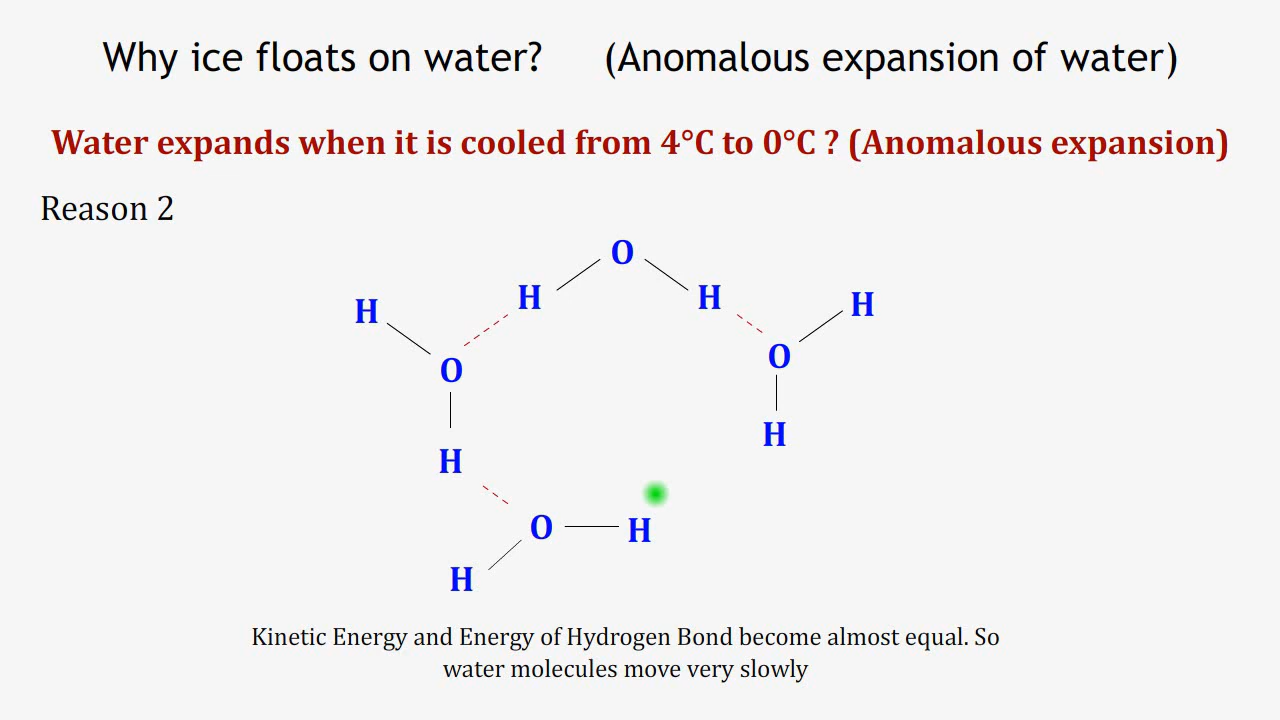 Why ice floats on water? (Anomalous expansion of water)
Water expands when it is cooled from 4°C to 0°C ? (Anomalous expansion)
Reason 2
O
H H
H H
O O
H
H
O H
H
Kinetic Energy and Energy of Hydrogen Bond become almost equal. So
water molecules move very slowly